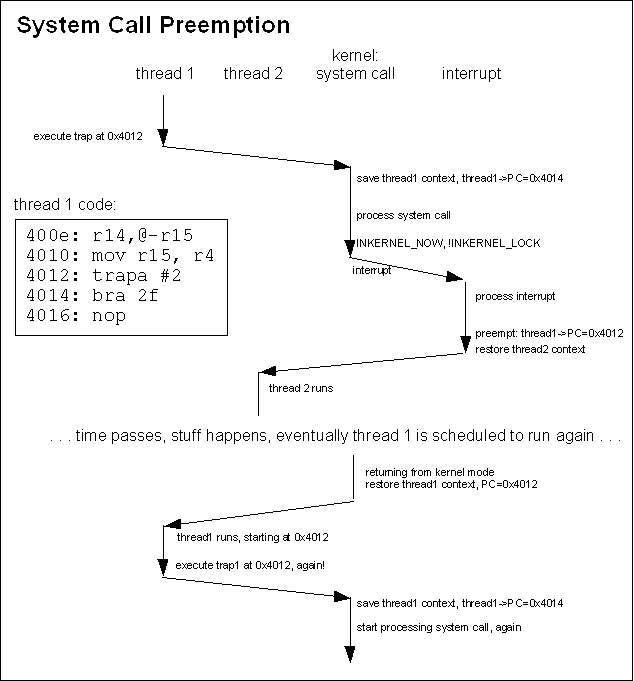 System Call Preemption
kernel:
thread 1 thread 2 system call interrupt
execute trap at 0x4012
save thread1 context, thread1->PC=0x4014
thread 1 code:
process system call
400e: r14,@-r15
4010: mov r15, r4
4012: trapa #2
4014: bra 2f
4016: nop
INKERNEL_NOW, !INKERNEL_LOCK
interrupt
process interrupt
preempt: thread1->PC=0x4012
restore thread2 context
thread 2 runs
. . . time passes, stuff happens, eventually thread 1 is scheduled to run again . . .
returning from kernel mode
restore thread1 context, PC=0x4012
thread1 runs, starting at 0x4012
execute trap1 at 0x4012, again!
save thread1 context, thread1->PC=0x4014
start processing system call, again